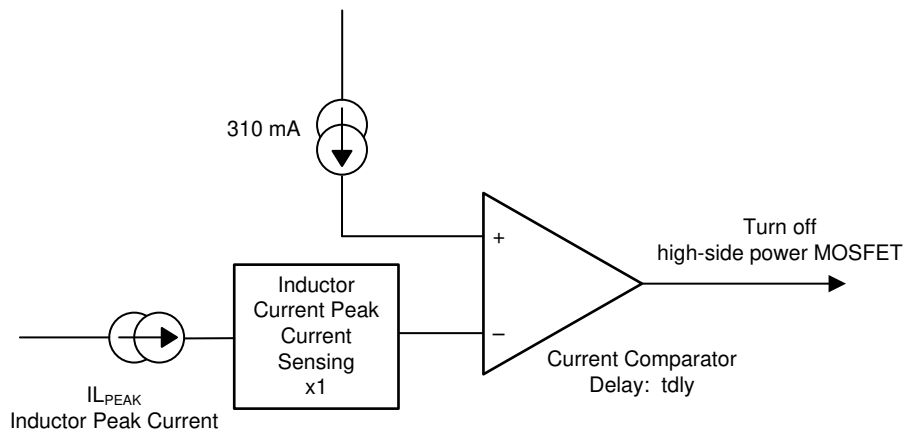 310 mA
+
Turn off
high-side power MOSFET
Inductor
Current Peak
Current
Sensing
x1
−
Current Comparator
Delay: tdly
IL_PEAK
Inductor Peak Current